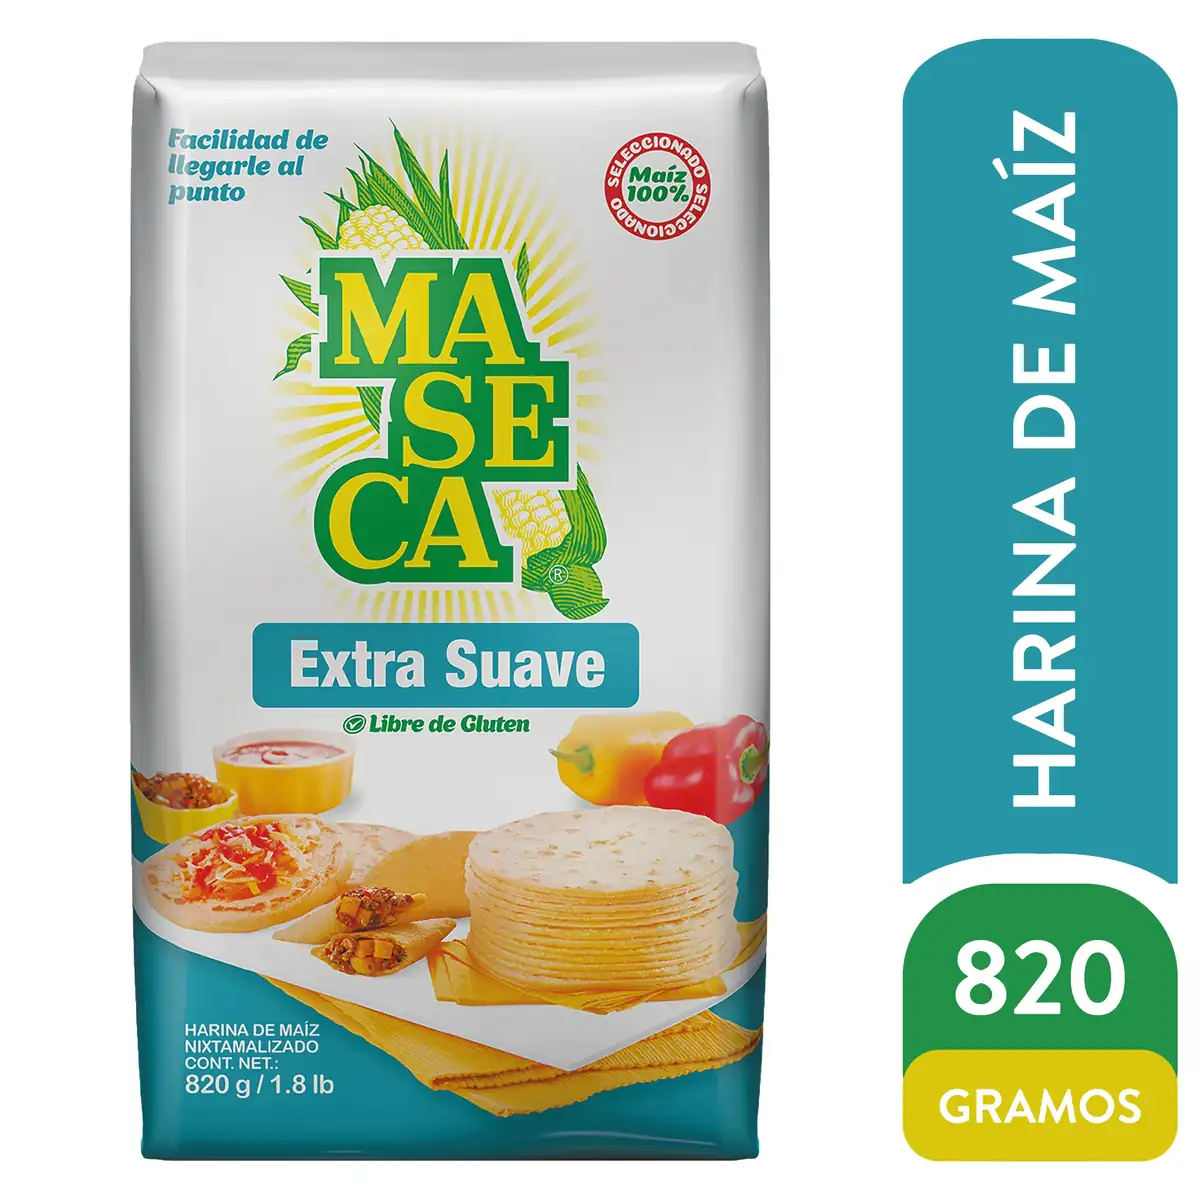 Facilidad de
llegarle al
punto
SELECCIONADO SELECCIONADO
Maíz
100%
MA
SE
CA
®
Extra Suave
Libre de Gluten
HARINA DE MAÍZ
NIXTAMALIZADO
CONT. NET.:
820 g / 1.8 lb
HARINA DE MAÍZ
820
GRAMOS